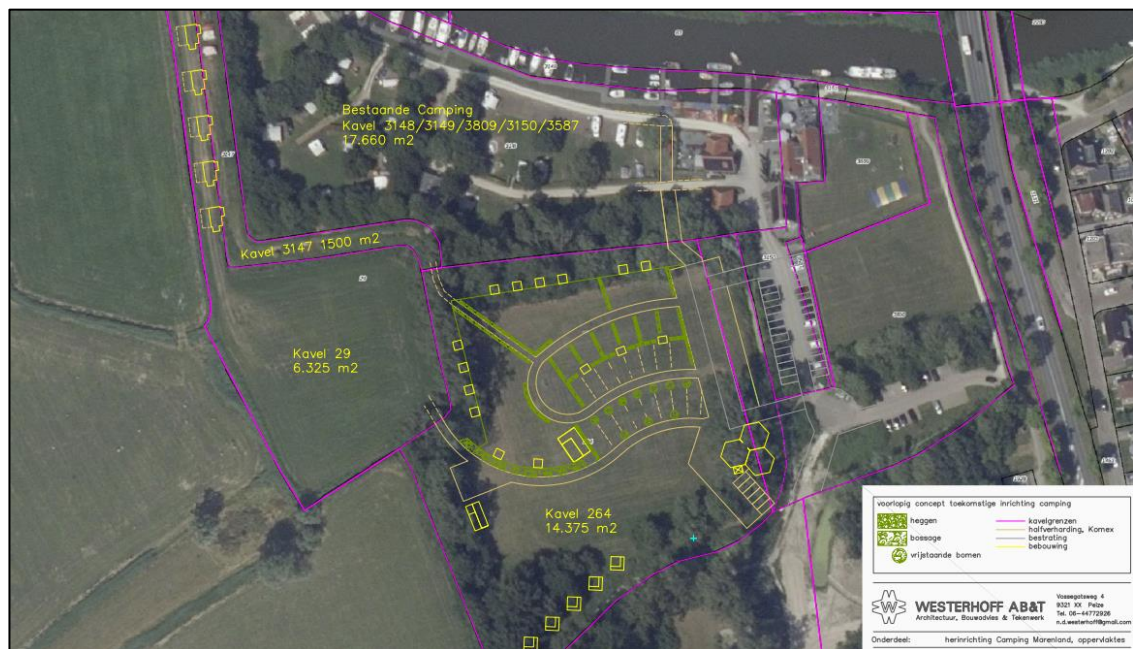 Bestaande Camping
Kavel 3148/3149/3809/3150/3587
17.660 m2
Kavel 3147 1500 m2
Kavel 29
6.325 m2
Kavel 264
14.375 m2
voorlopig concept toekomstige inrichting camping
heggen
bossage
vrijstaande bomen
kavelgrenzen
halfverharding, Komex
bestrating
bebouwing
WESTERHOFF AB&T
Architectuur, Bouwadvies & Tekenwerk
Vossegatsweg 4
9321 XX Peize
Tel. 06-44772926
n.d.westerhoff@gmail.com
Onderdeel: herinrichting Camping Marenland, oppervlaktes